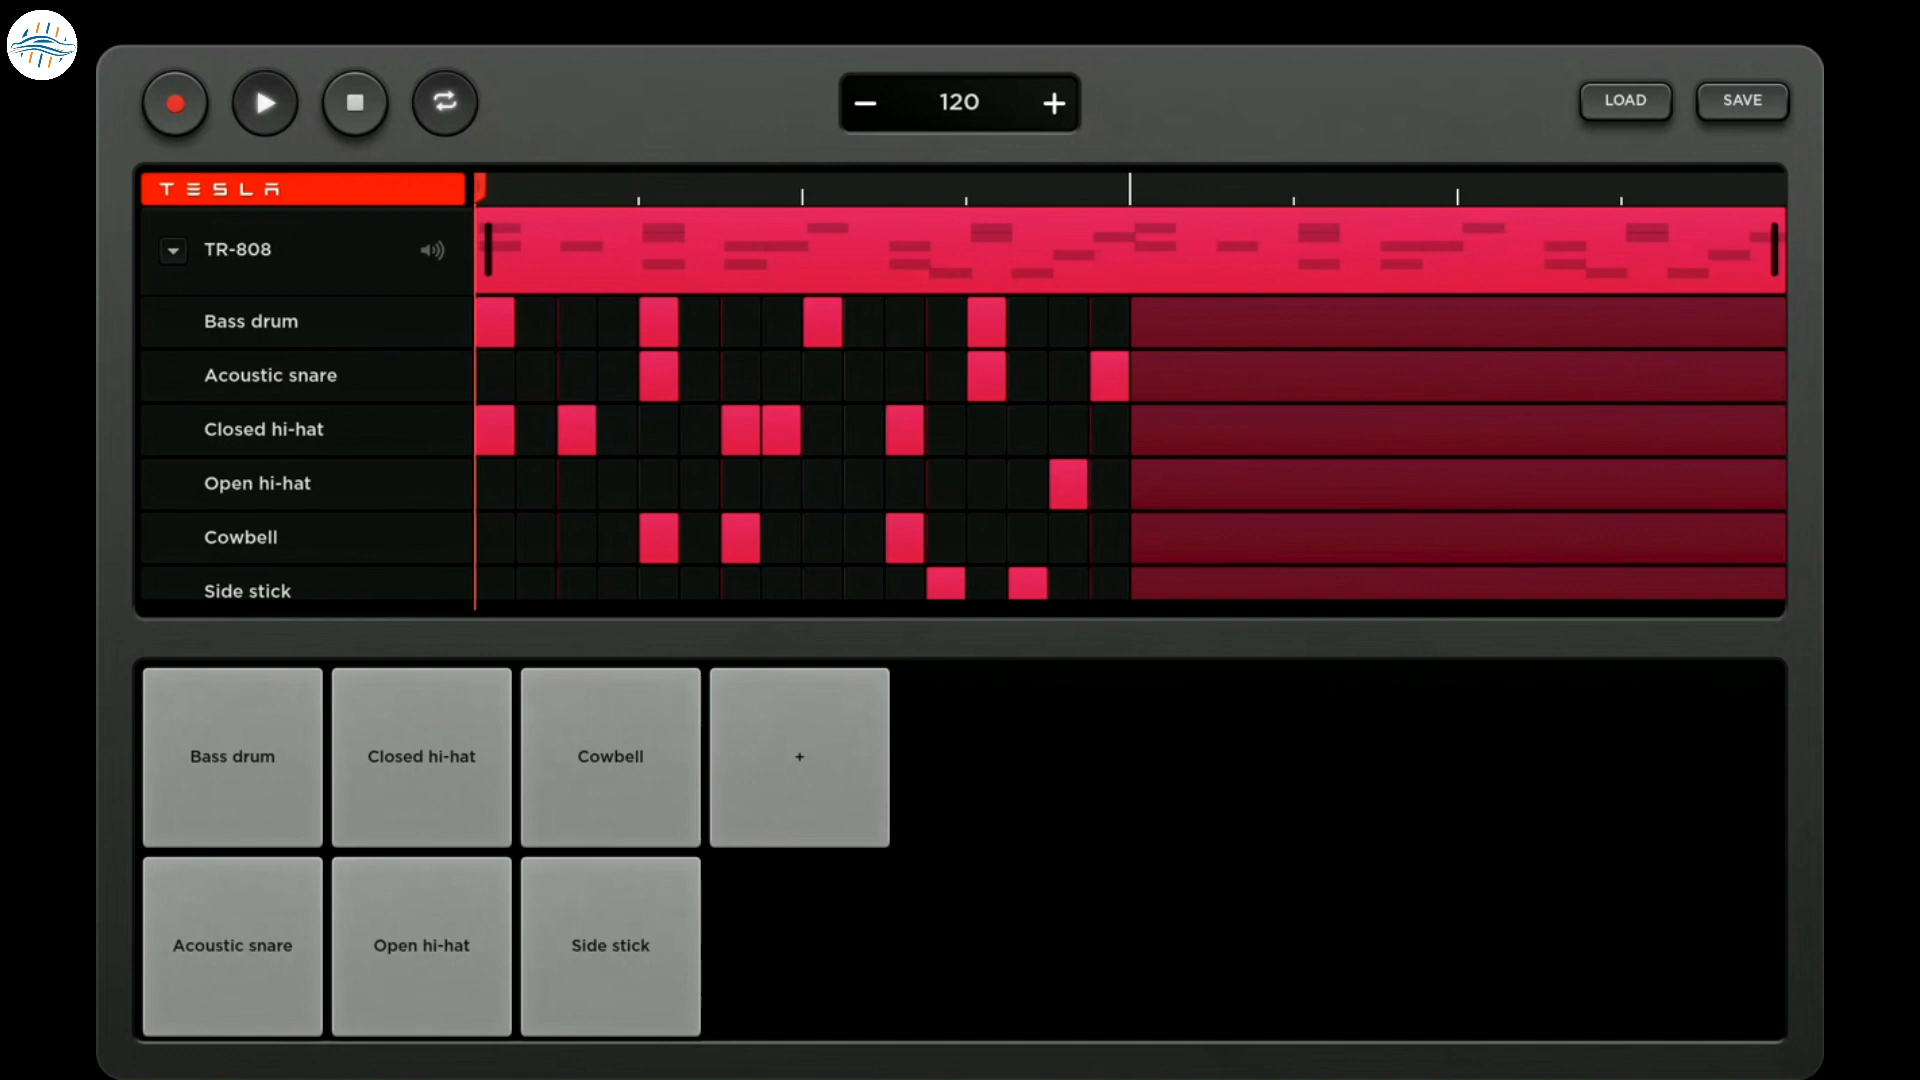 120
LOAD
SAVE
TESLA
TR-808
Bass drum
Acoustic snare
Closed hi-hat
Open hi-hat
Cowbell
Side stick
Bass drum
Closed hi-hat
Cowbell
+
Acoustic snare
Open hi-hat
Side stick